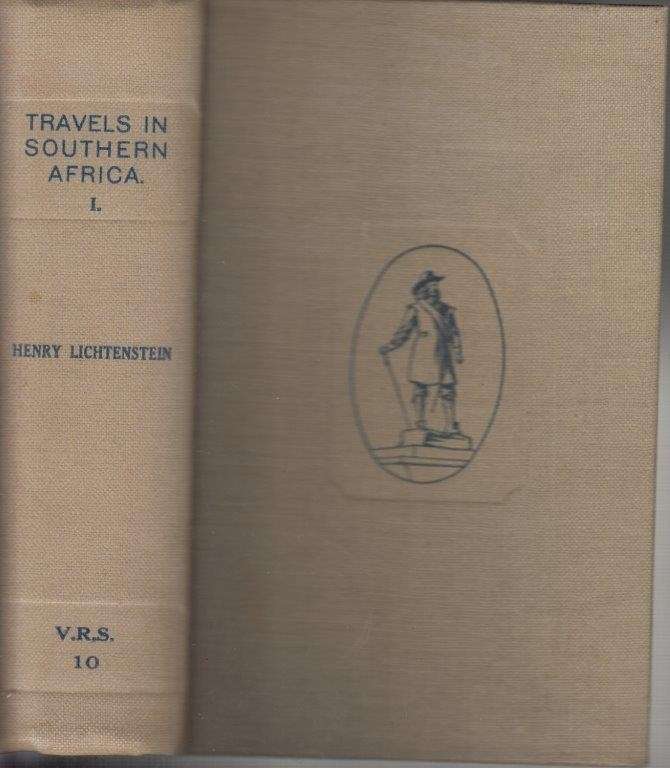 TRAVELS IN
SOUTHERN
AFRICA.
I.
HENRY LICHTENSTEIN
V.R.S.
10